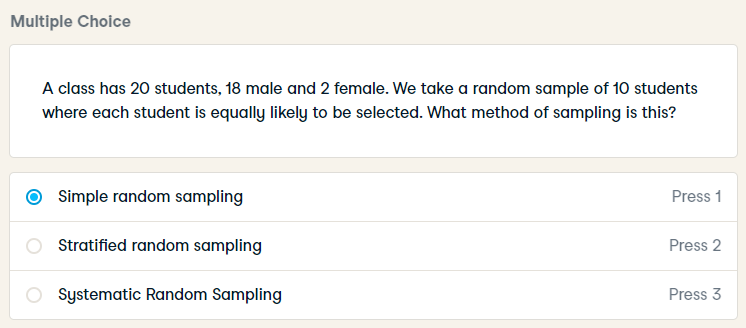 Multiple Choice
A class has 20 students, 18 male and 2 female. We take a random sample of 10 students
where each student is equally likely to be selected. What method of sampling is this?
Simple random sampling Press 1
Stratified random sampling Press 2
Systematic Random Sampling Press 3